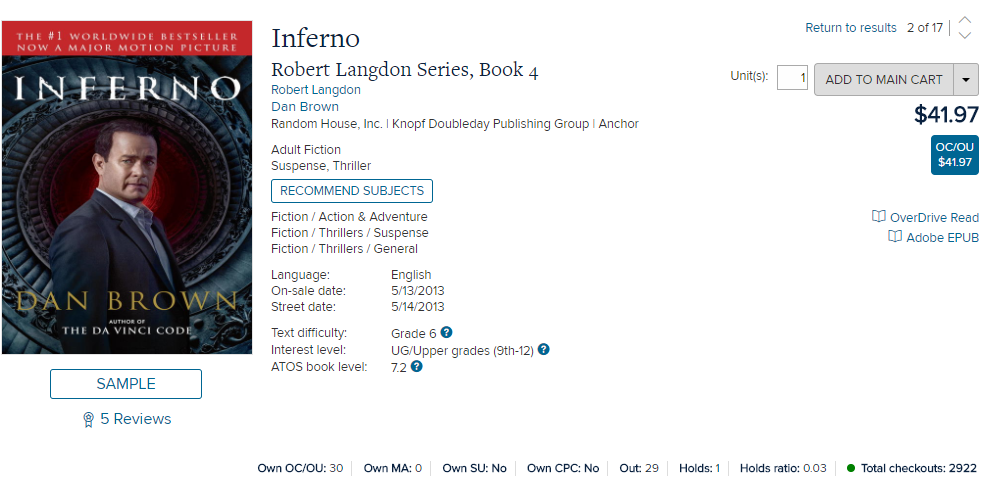 THE #1 WORLDWIDE BESTSELLER
NOW A MAJOR MOTION PICTURE
INFERNO
DAN BROWN
AUTHOR OF
THE DA VINCI CODE
SAMPLE
5 Reviews
Inferno
Robert Langdon Series, Book 4
Robert Langdon
Dan Brown
Random House, Inc. | Knopf Doubleday Publishing Group | Anchor
Adult Fiction
Suspense, Thriller
RECOMMEND SUBJECTS
Fiction / Action & Adventure
Fiction / Thrillers / Suspense
Fiction / Thrillers / General
Language: English
On-sale date: 5/13/2013
Street date: 5/14/2013
Text difficulty: Grade 6 ?
Interest level: UG/Upper grades (9th-12) ?
ATOS book level: 7.2 ?
Return to results 2 of 17
Unit(s): 1 ADD TO MAIN CART
$41.97
OC/OU
$41.97
OverDrive Read
Adobe EPUB
Own OC/OU: 30 Own MA: 0 Own SU: No Own CPC: No Out: 29 Holds: 1 Holds ratio: 0.03 Total checkouts: 2922